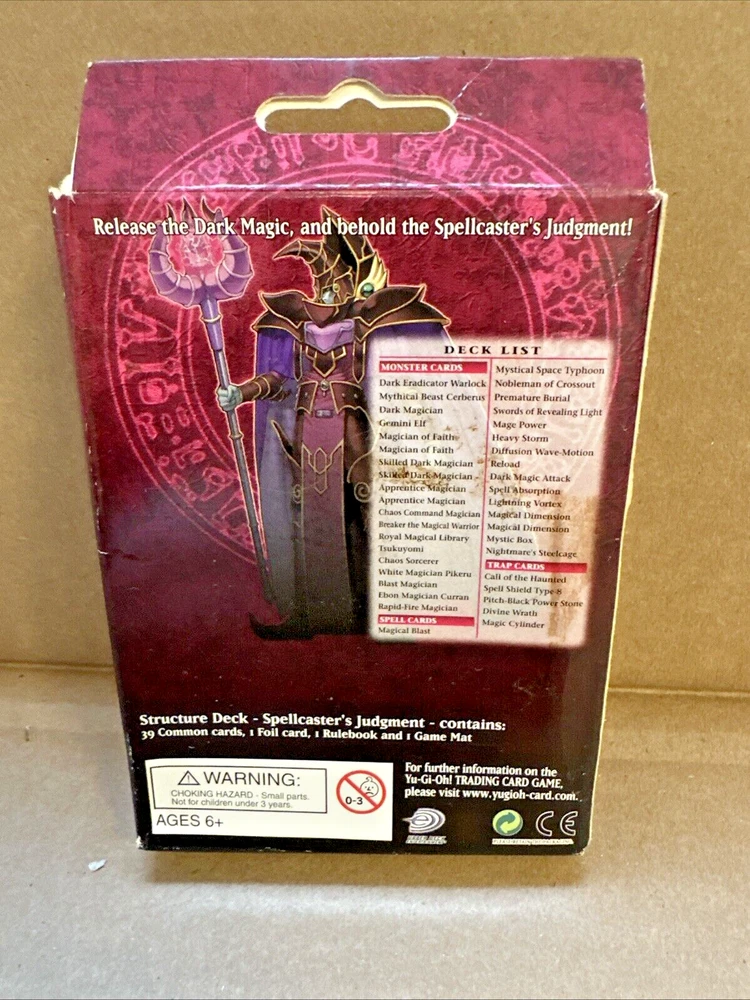 Release the Dark Magic, and behold the Spellcaster's Judgment!
DECK LIST
MONSTER CARDS
Dark Eradicator Warlock
Mythical Beast Cerberus
Dark Magician
Gemini Elf
Magician of Faith
Magician of Faith
Skilled Dark Magician
Skilled Dark Magician
Apprentice Magician
Apprentice Magician
Chaos Command Magician
Breaker the Magical Warrior
Royal Magical Library
Tsukuyomi
Chaos Sorcerer
White Magician Pikeru
Blast Magician
Ebon Magician Curran
Rapid-Fire Magician
SPELL CARDS
Magical Blast
Mystical Space Typhoon
Nobleman of Crossout
Premature Burial
Swords of Revealing Light
Mage Power
Heavy Storm
Diffusion Wave-Motion
Reload
Dark Magic Attack
Spell Absorption
Lightning Vortex
Magical Dimension
Magical Dimension
Mystic Box
Nightmare's Steelcage
TRAP CARDS
Call of the Haunted
Spell Shield Type-8
Pitch-Black Power Stone
Divine Wrath
Magic Cylinder
Structure Deck - Spellcaster's Judgment - contains:
39 Common cards, 1 Foil card, 1 Rulebook and 1 Game Mat
WARNING:
CHOKING HAZARD - Small parts.
Not for children under 3 years.
AGES 6+
0-3
For further information on the
Yu-Gi-Oh! TRADING CARD GAME,
please visit www.yugioh-card.com.
UPPER DECK
ENTERTAINMENT
CE